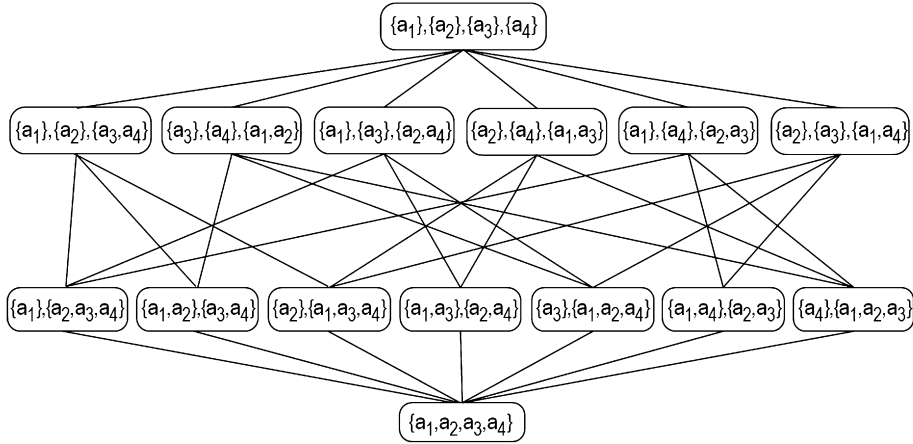 {a₁},{a₂},{a₃},{a₄}
{a₁},{a₂},{a₃,a₄} {a₃},{a₄},{a₁,a₂} {a₁},{a₃},{a₂,a₄} {a₂},{a₄},{a₁,a₃} {a₁},{a₄},{a₂,a₃} {a₂},{a₃},{a₁,a₄}
{a₁},{a₂,a₃,a₄} {a₁,a₂},{a₃,a₄} {a₂},{a₁,a₃,a₄} {a₁,a₃},{a₂,a₄} {a₃},{a₁,a₂,a₄} {a₁,a₄},{a₂,a₃} {a₄},{a₁,a₂,a₃}
{a₁,a₂,a₃,a₄}